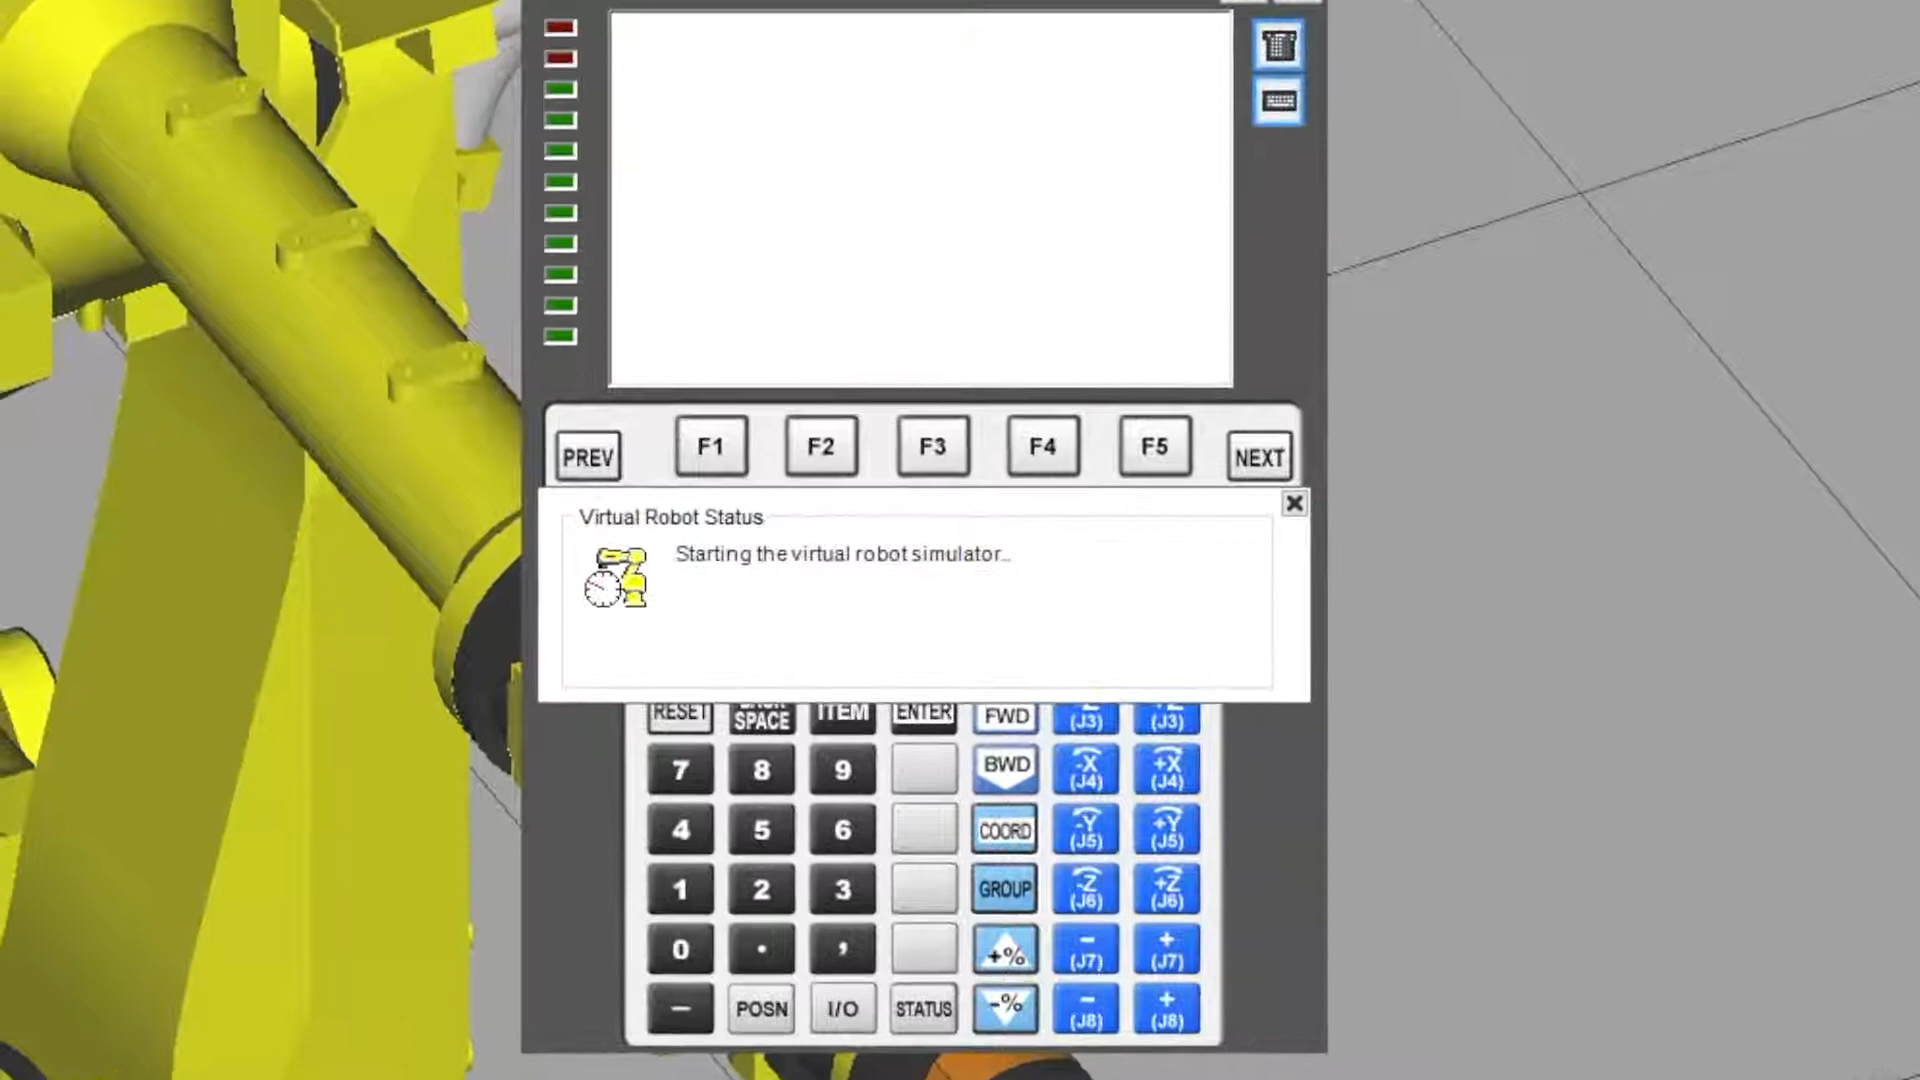 PREV F1 F2 F3 F4 F5 NEXT
Virtual Robot Status
Starting the virtual robot simulator...
RESET BACK SPACE ITEM ENTER FWD -Z (J3) +Z (J3)
7 8 9 BWD -X (J4) +X (J4)
4 5 6 COORD -Y (J5) +Y (J5)
1 2 3 GROUP -Z (J6) +Z (J6)
0 . , +% - (J7) + (J7)
- POSN I/O STATUS -% - (J8) + (J8)